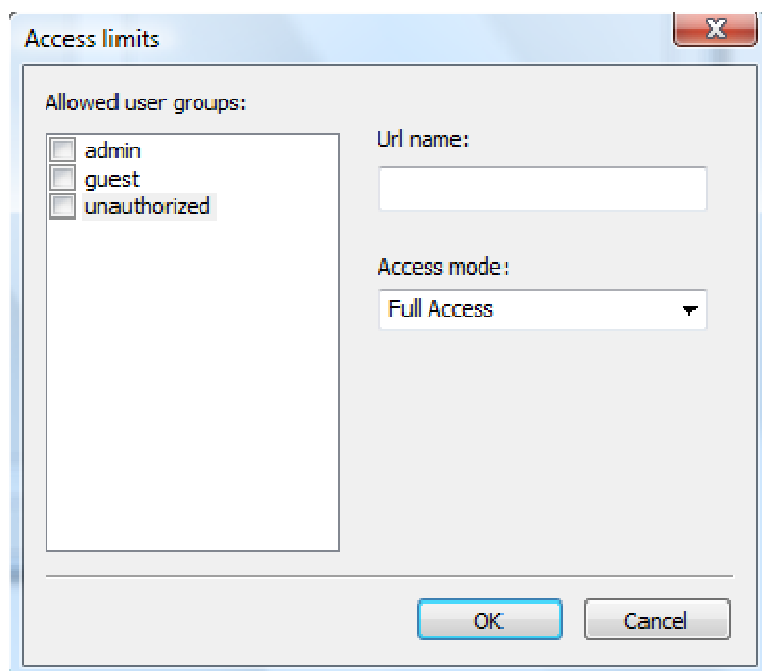 Access limits
Allowed user groups:
admin
guest
unauthorized
Url name:
Access mode:
Full Access
OK
Cancel